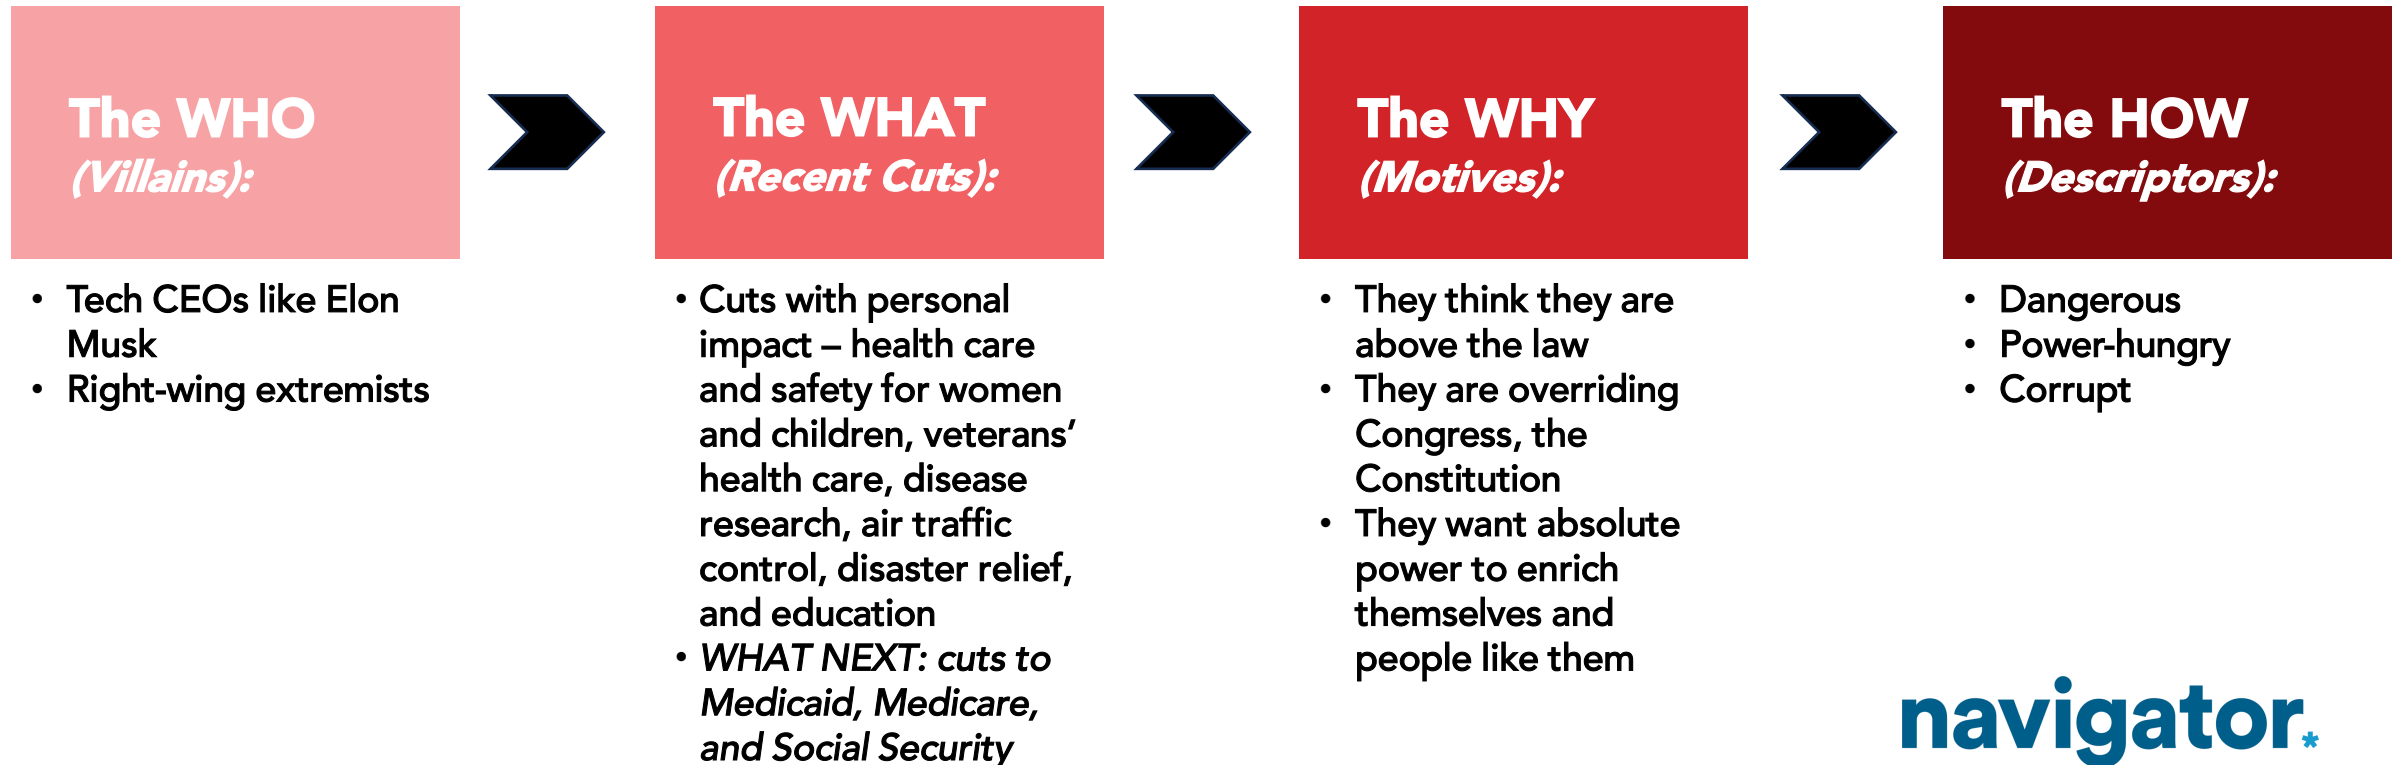 The WHO
(Villains):
• Tech CEOs like Elon
Musk
• Right-wing extremists
The WHAT
(Recent Cuts):
• Cuts with personal
impact – health care
and safety for women
and children, veterans’
health care, disease
research, air traffic
control, disaster relief,
and education
• WHAT NEXT: cuts to
Medicaid, Medicare,
and Social Security
The WHY
(Motives):
• They think they are
above the law
• They are overriding
Congress, the
Constitution
• They want absolute
power to enrich
themselves and
people like them
The HOW
(Descriptors):
• Dangerous
• Power-hungry
• Corrupt
navigator.*